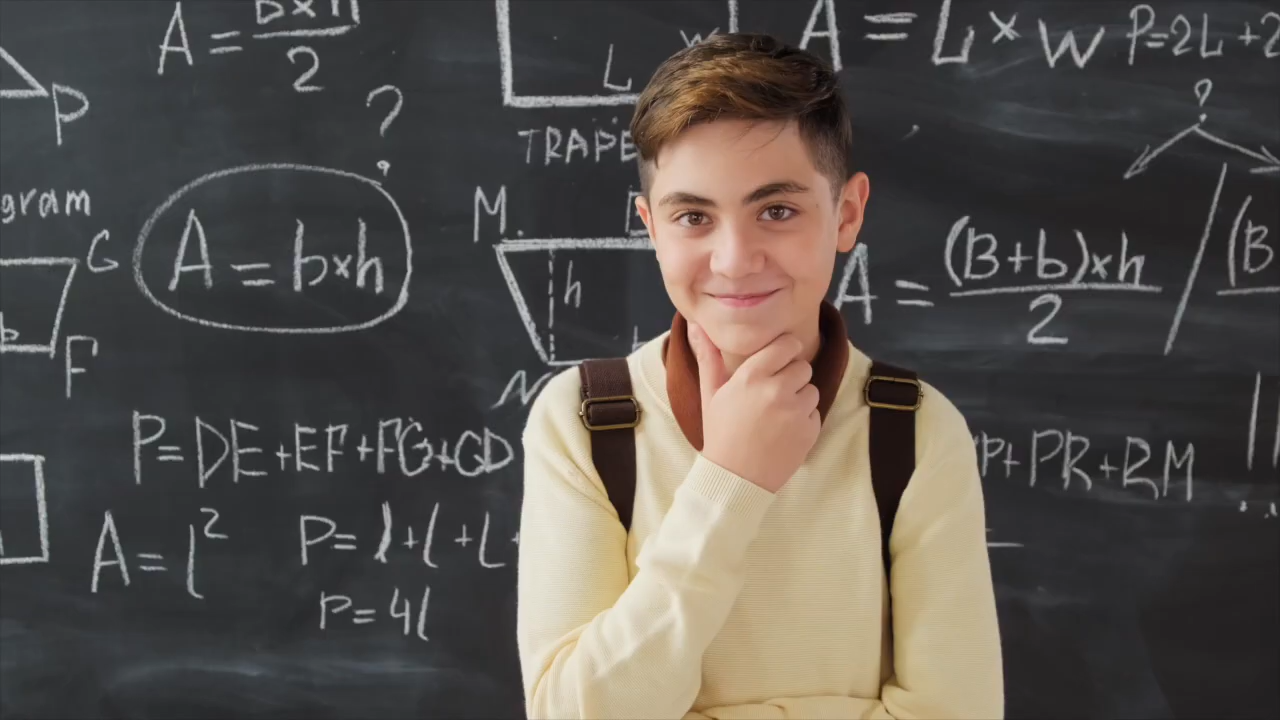 A = b×h / 2
A = L × W
P=2L +2
L
W
P
?
?
TRAPE
gram
G
A = b×h
M
h
A = (B+b)×h / 2
(B
b
F
N
P=DE+EF+FG+GD
P+PR+RM
A = l²
P= l+l +l+
P=4l